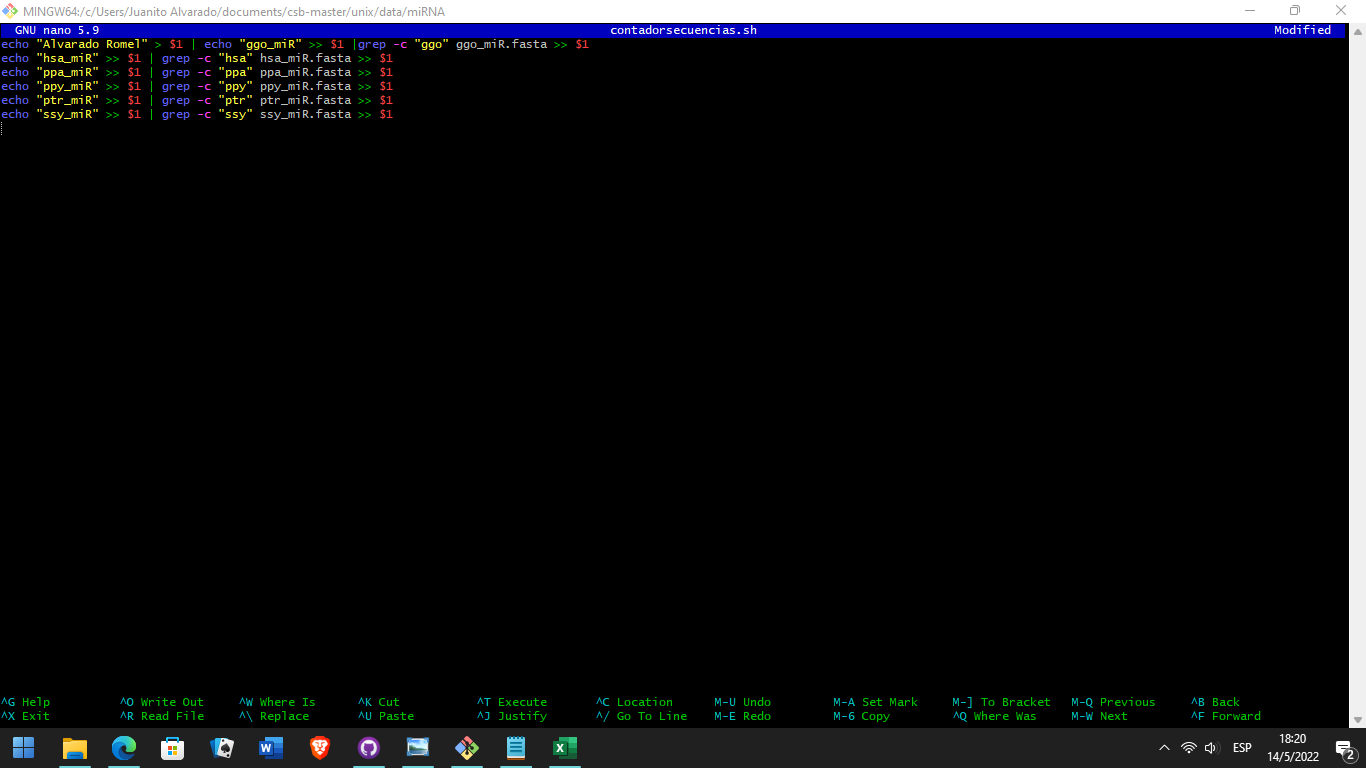 MINGW64:/c/Users/Juanito Alvarado/documents/csb-master/unix/data/miRNA
GNU nano 5.9 contadorsecuencias.sh Modified
echo "Alvarado Romel" > $1 | echo "ggo_miR" >> $1 |grep -c "ggo" ggo_miR.fasta >> $1
echo "hsa_miR" >> $1 | grep -c "hsa" hsa_miR.fasta >> $1
echo "ppa_miR" >> $1 | grep -c "ppa" ppa_miR.fasta >> $1
echo "ppy_miR" >> $1 | grep -c "ppy" ppy_miR.fasta >> $1
echo "ptr_miR" >> $1 | grep -c "ptr" ptr_miR.fasta >> $1
echo "ssy_miR" >> $1 | grep -c "ssy" ssy_miR.fasta >> $1
^G Help ^O Write Out ^W Where Is ^K Cut ^T Execute ^C Location M-U Undo M-A Set Mark M-] To Bracket M-Q Previous ^B Back
^X Exit ^R Read File ^\ Replace ^U Paste ^J Justify ^/ Go To Line M-E Redo M-6 Copy ^Q Where Was M-W Next ^F Forward
ESP
18:20
14/5/2022
2